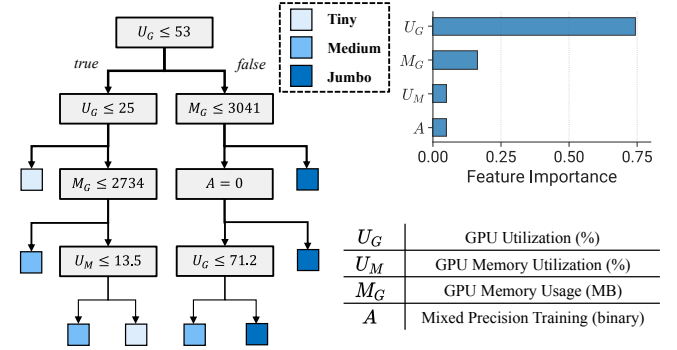 U_G ≤ 53
true
false
U_G ≤ 25
M_G ≤ 3041
M_G ≤ 2734
A = 0
U_M ≤ 13.5
U_G ≤ 71.2
Tiny
Medium
Jumbo
U_G
M_G
U_M
A
0.00 0.25 0.50 0.75
Feature Importance
U_G GPU Utilization (%)
U_M GPU Memory Utilization (%)
M_G GPU Memory Usage (MB)
A Mixed Precision Training (binary)